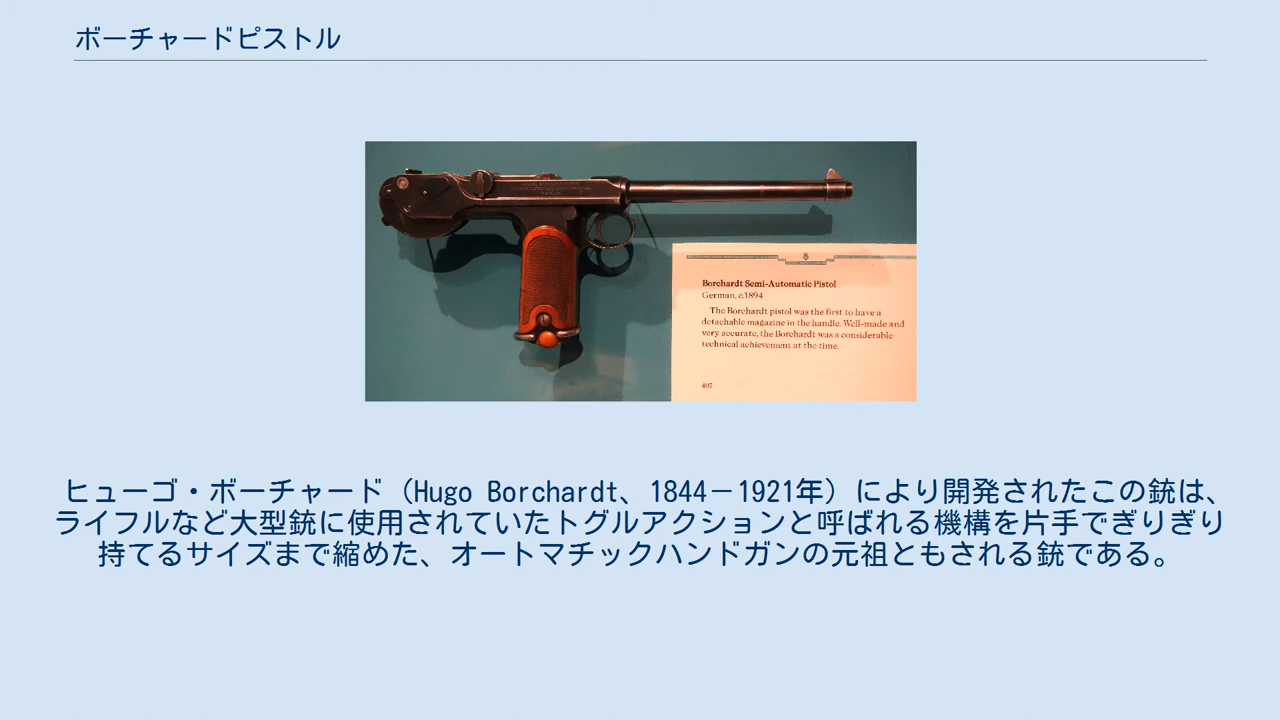 ボーチャードピストル
Borchardt Semi-Automatic Pistol
German, c.1894
The Borchardt pistol was the first to have a
detachable magazine in the handle. Well-made and
very accurate, the Borchardt was a considerable
technical achievement at the time.
407
ヒューゴ・ボーチャード（Hugo Borchardt、1844－1921年）により開発されたこの銃は、
ライフルなど大型銃に使用されていたトグルアクションと呼ばれる機構を片手でぎりぎり
持てるサイズまで縮めた、オートマチックハンドガンの元祖ともされる銃である。